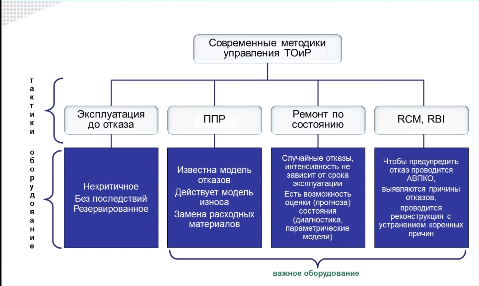 Современные методики
управления ТОиР
тактики
Эксплуатация
до отказа
ППР
Ремонт по
состоянию
RCM, RBI
оборудование
Некритичное
Без последствий
Резервированное
Известна модель
отказов
Действует модель
износа
Замена расходных
материалов
Случайные отказы,
интенсивность не
зависит от срока
эксплуатации
Есть возможность
оценки (прогноза)
состояния
(диагностика,
параметрические
модели)
Чтобы предупредить
отказ проводится
АВПКО,
выявляются причины
отказов,
проводится
реконструкция с
устранением коренных
причин
важное оборудование